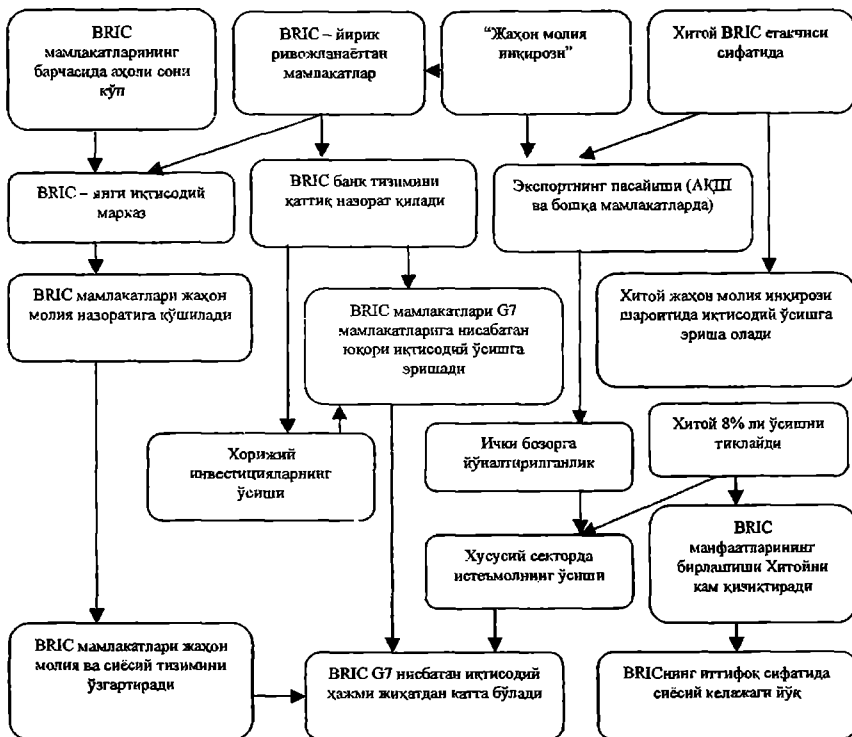 BRIC
мамлакатларининг
барчасида аҳоли сони
кўп
BRIC – йирик
ривожланаётган
мамлакатлар
“Жаҳон молия
инқирози”
Хитой BRIC етакчиси
сифатида
BRIC – янги иқтисодий
марказ
BRIC банк тизимини
қаттиқ назорат қилади
Экспортнинг пасайиши (АҚШ
ва бошқа мамлакатларда)
BRIC мамлакатлари жаҳон
молия назоратига қўшилади
BRIC мамлакатлари G7
мамлакатларига нисабатан
юқори иқтисодий ўсишга
эришади
Хитой жаҳон молия инқирози
шароитида иқтисодий ўсишга
эриша олади
Хорижий
инвестицияларнинг
ўсиши
Ички бозорга
йўналтирилганлик
Хитой 8% ли ўсишни
тиклайди
Хусусий секторда
истеъмолнинг ўсиши
BRIC
манфаатларининг
бирлашиши Хитойни
кам қизиқтиради
BRIC мамлакатлари жаҳон
молия ва сиёсий тизимини
ўзгартиради
BRIC G7 нисбатан иқтисодий
ҳажми жиҳатдан катта бўлади
BRICнинг иттифоқ сифатида
сиёсий келажаги йўқ